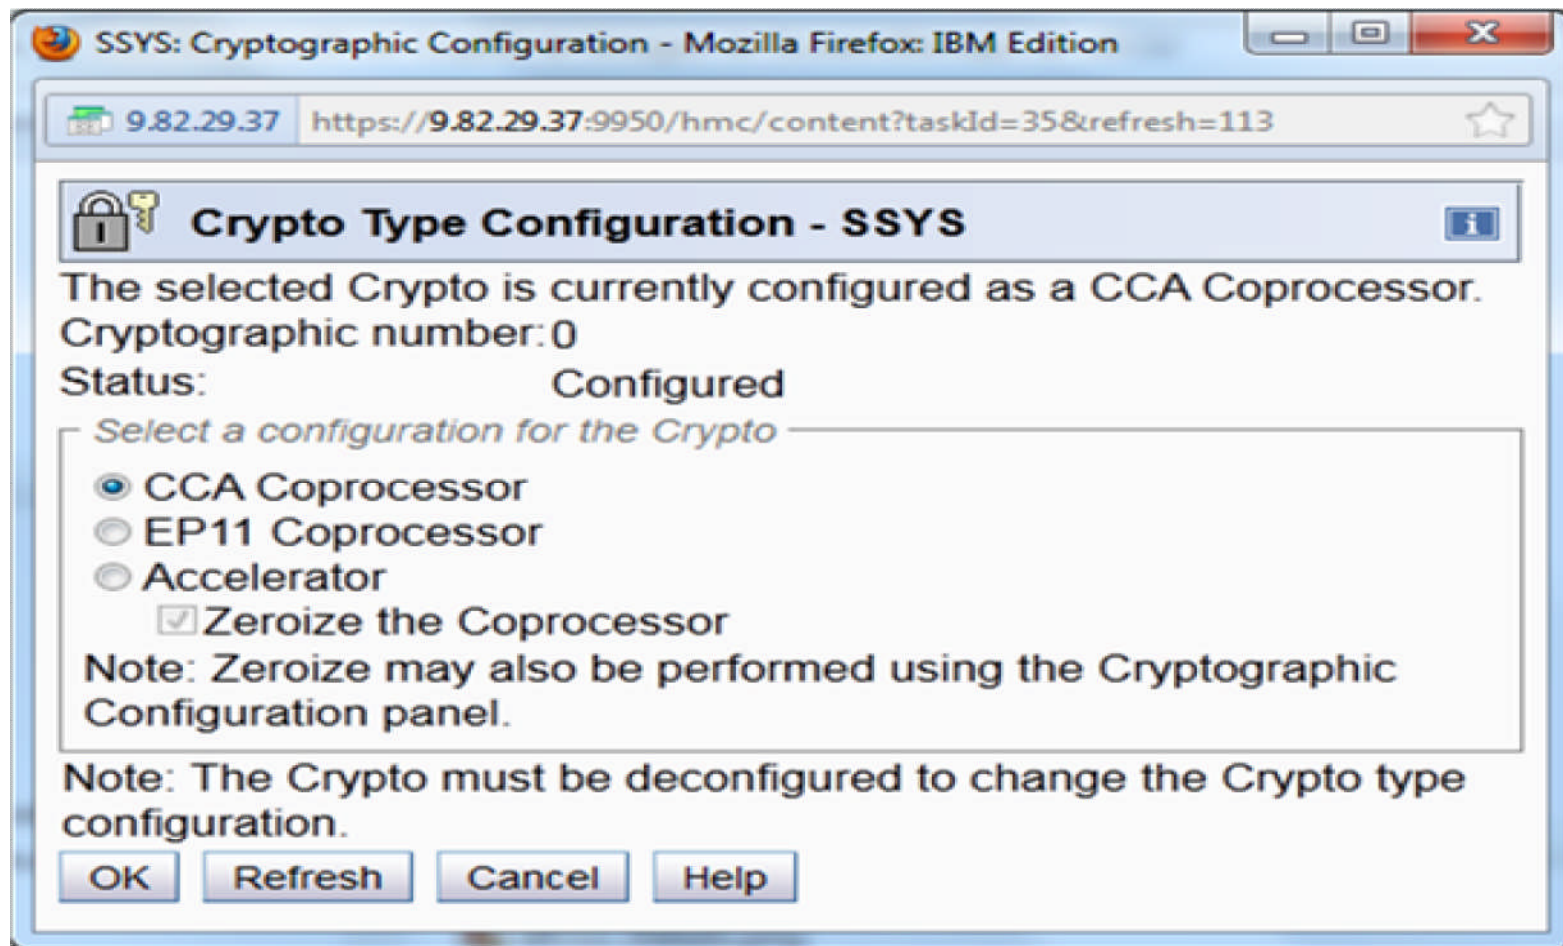 SSYS: Cryptographic Configuration - Mozilla Firefox: IBM Edition
9.82.29.37 https://9.82.29.37:9950/hmc/content?taskId=35&refresh=113
Crypto Type Configuration - SSYS
The selected Crypto is currently configured as a CCA Coprocessor.
Cryptographic number: 0
Status: Configured
Select a configuration for the Crypto
CCA Coprocessor
EP11 Coprocessor
Accelerator
Zeroize the Coprocessor
Note: Zeroize may also be performed using the Cryptographic
Configuration panel.
Note: The Crypto must be deconfigured to change the Crypto type
configuration.
OK Refresh Cancel Help